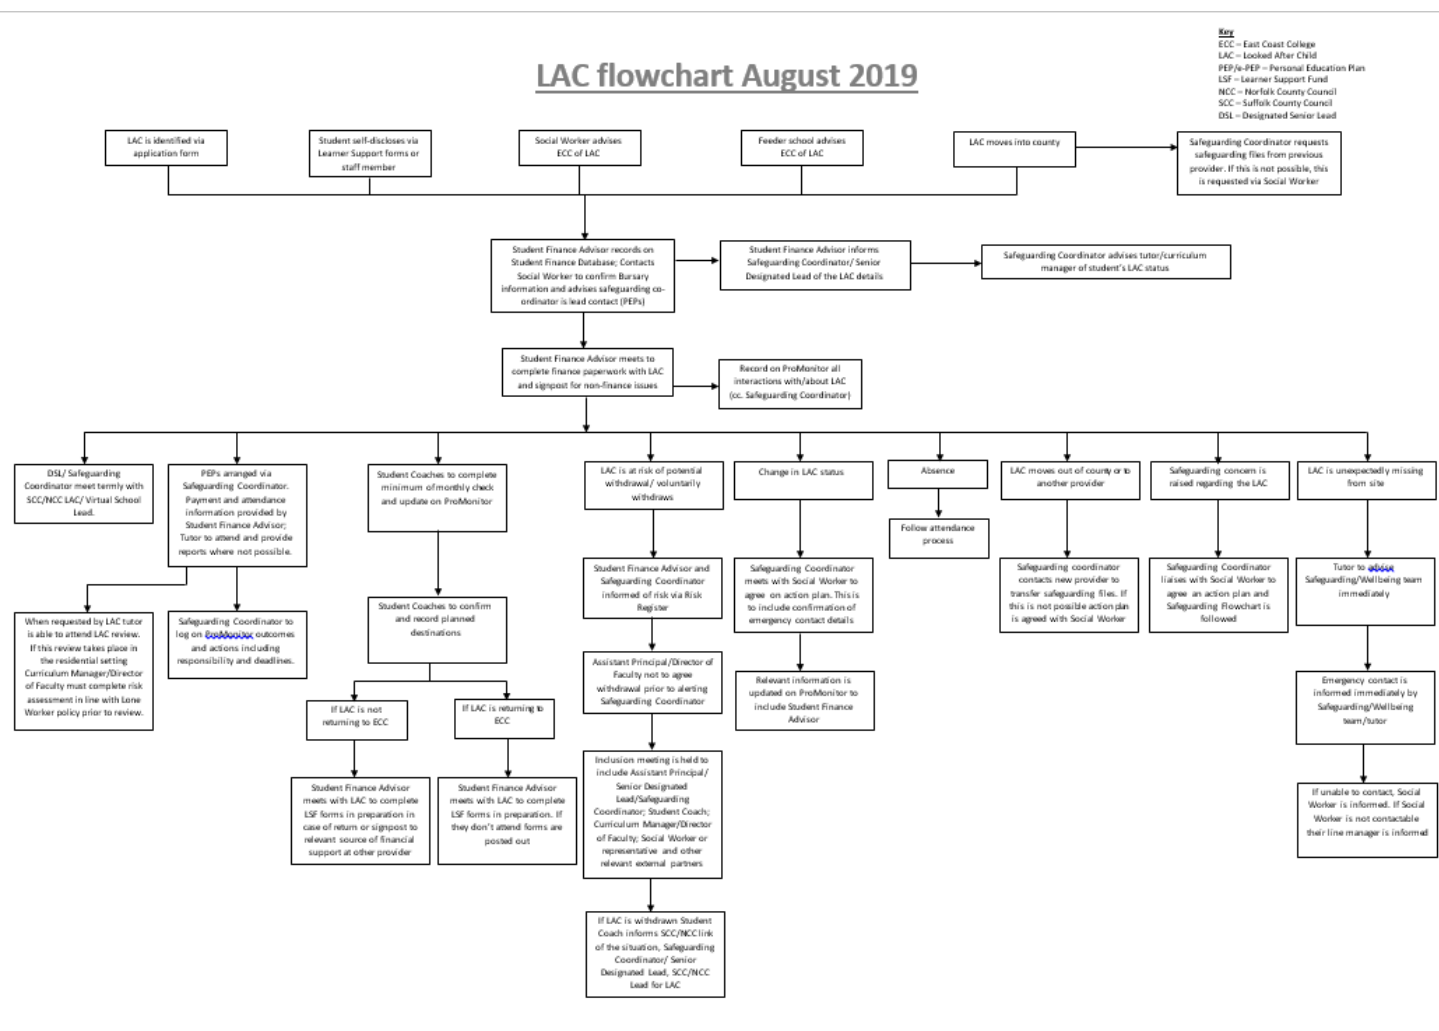 Key
ECC – East Coast College
LAC – Looked After Child
PEP/e-PEP – Personal Education Plan
LSF – Learner Support Fund
NCC – Norfolk County Council
SCC – Suffolk County Council
DSL – Designated Senior Lead
LAC flowchart August 2019
LAC is identified via
application form
Student self-discloses via
Learner Support forms or
staff member
Social Worker advises
ECC of LAC
Feeder school advises
ECC of LAC
LAC moves into county
Safeguarding Coordinator requests
safeguarding files from previous
provider. If this is not possible, this
is requested via Social Worker
Student Finance Advisor records on
Student Finance Database; Contacts
Social Worker to confirm Bursary
information and advises safeguarding co-
ordinator is lead contact (PEPs)
Student Finance Advisor informs
Safeguarding Coordinator/ Senior
Designated Lead of the LAC details
Safeguarding Coordinator advises tutor/curriculum
manager of student's LAC status
Student Finance Advisor meets to
complete finance paperwork with LAC
and signpost for non-finance issues
Record on ProMonitor all
interactions with/about LAC
(cc. Safeguarding Coordinator)
DSL/ Safeguarding
Coordinator meet termly with
SCC/NCC LAC/ Virtual School
Lead.
PEPs arranged via
Safeguarding Coordinator.
Payment and attendance
information provided by
Student Finance Advisor;
Tutor to attend and provide
reports where not possible.
When requested by LAC tutor
is able to attend LAC review.
If this review takes place in
the residential setting
Curriculum Manager/Director
of Faculty must complete risk
assessment in line with Lone
Worker policy prior to review.
Safeguarding Coordinator to
log on ProMonitor outcomes
and actions including
responsibility and deadlines.
Student Coaches to complete
minimum of monthly check
and update on ProMonitor
Student Coaches to confirm
and record planned
destinations
If LAC is not
returning to ECC
If LAC is returning to
ECC
Student Finance Advisor
meets with LAC to complete
LSF forms in preparation in
case of return or signpost to
relevant source of financial
support at other provider
Student Finance Advisor
meets with LAC to complete
LSF forms in preparation. If
they don't attend forms are
posted out
LAC is at risk of potential
withdrawal/ voluntarily
withdraws
Student Finance Advisor and
Safeguarding Coordinator
informed of risk via Risk
Register
Assistant Principal/Director of
Faculty not to agree
withdrawal prior to alerting
Safeguarding Coordinator
Inclusion meeting is held to
include Assistant Principal/
Senior Designated
Lead/Safeguarding
Coordinator; Student Coach;
Curriculum Manager/Director
of Faculty; Social Worker or
representative and other
relevant external partners
If LAC is withdrawn Student
Coach informs SCC/NCC link
of the situation, Safeguarding
Coordinator/ Senior
Designated Lead, SCC/NCC
Lead for LAC
Change in LAC status
Safeguarding Coordinator
meets with Social Worker to
agree on action plan. This is
to include confirmation of
emergency contact details
Relevant information is
updated on ProMonitor to
include Student Finance
Advisor
Absence
Follow attendance
process
LAC moves out of county or to
another provider
Safeguarding coordinator
contacts new provider to
transfer safeguarding files. If
this is not possible action plan
is agreed with Social Worker
Safeguarding concern is
raised regarding the LAC
Safeguarding Coordinator
liaises with Social Worker to
agree an action plan and
Safeguarding Flowchart is
followed
LAC is unexpectedly missing
from site
Tutor to advise
Safeguarding/Wellbeing team
immediately
Emergency contact is
informed immediately by
Safeguarding/Wellbeing
team/tutor
If unable to contact, Social
Worker is informed. If Social
Worker is not contactable
their line manager is informed